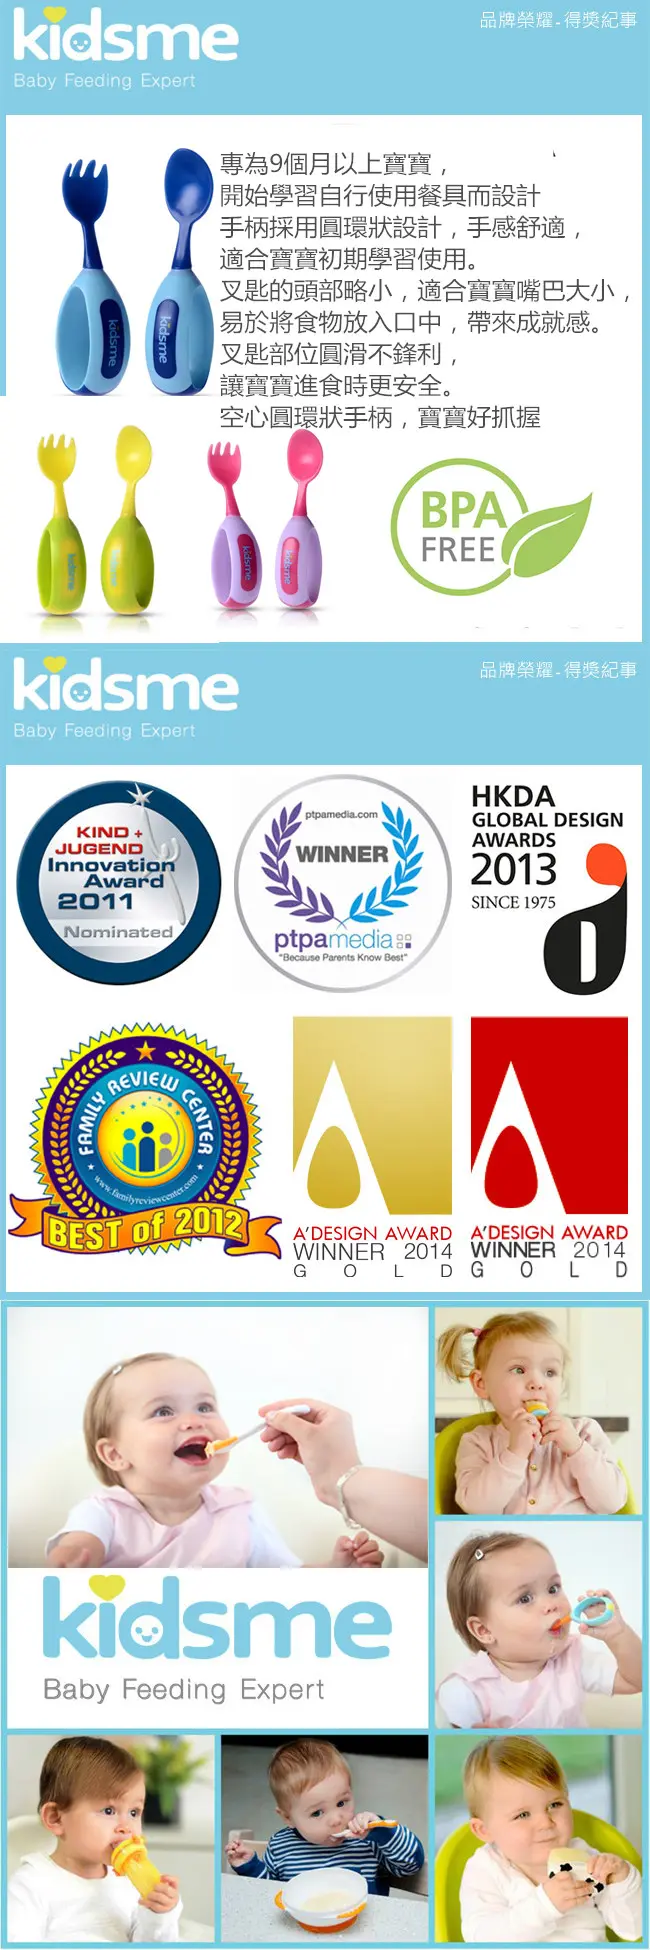 kidsme
Baby Feeding Expert
品牌榮耀-得獎紀事
專為9個月以上寶寶，
開始學習自行使用餐具而設計
手柄採用圓環狀設計，手感舒適，
適合寶寶初期學習使用。
叉匙的頭部略小，適合寶寶嘴巴大小，
易於將食物放入口中，帶來成就感。
叉匙部位圓滑不鋒利，
讓寶寶進食時更安全。
空心圓環狀手柄，寶寶好抓握
kidsme
kidsme
kidsme
kidsme
kidsme
kidsme
BPA
FREE
kidsme
Baby Feeding Expert
品牌榮耀-得獎紀事
KIND +
JUGEND
Innovation
Award
2011
Nominated
ptpamedia.com
WINNER
ptpamedia
"Because Parents Know Best"
HKDA
GLOBAL DESIGN
AWARDS
2013
SINCE 1975
FAMILY REVIEW CENTER
www.familyreviewcenter.com
BEST of 2012
A'DESIGN AWARD
WINNER 2014
GOLD
A'DESIGN AWARD
WINNER 2014
GOLD
kidsme
Baby Feeding Expert